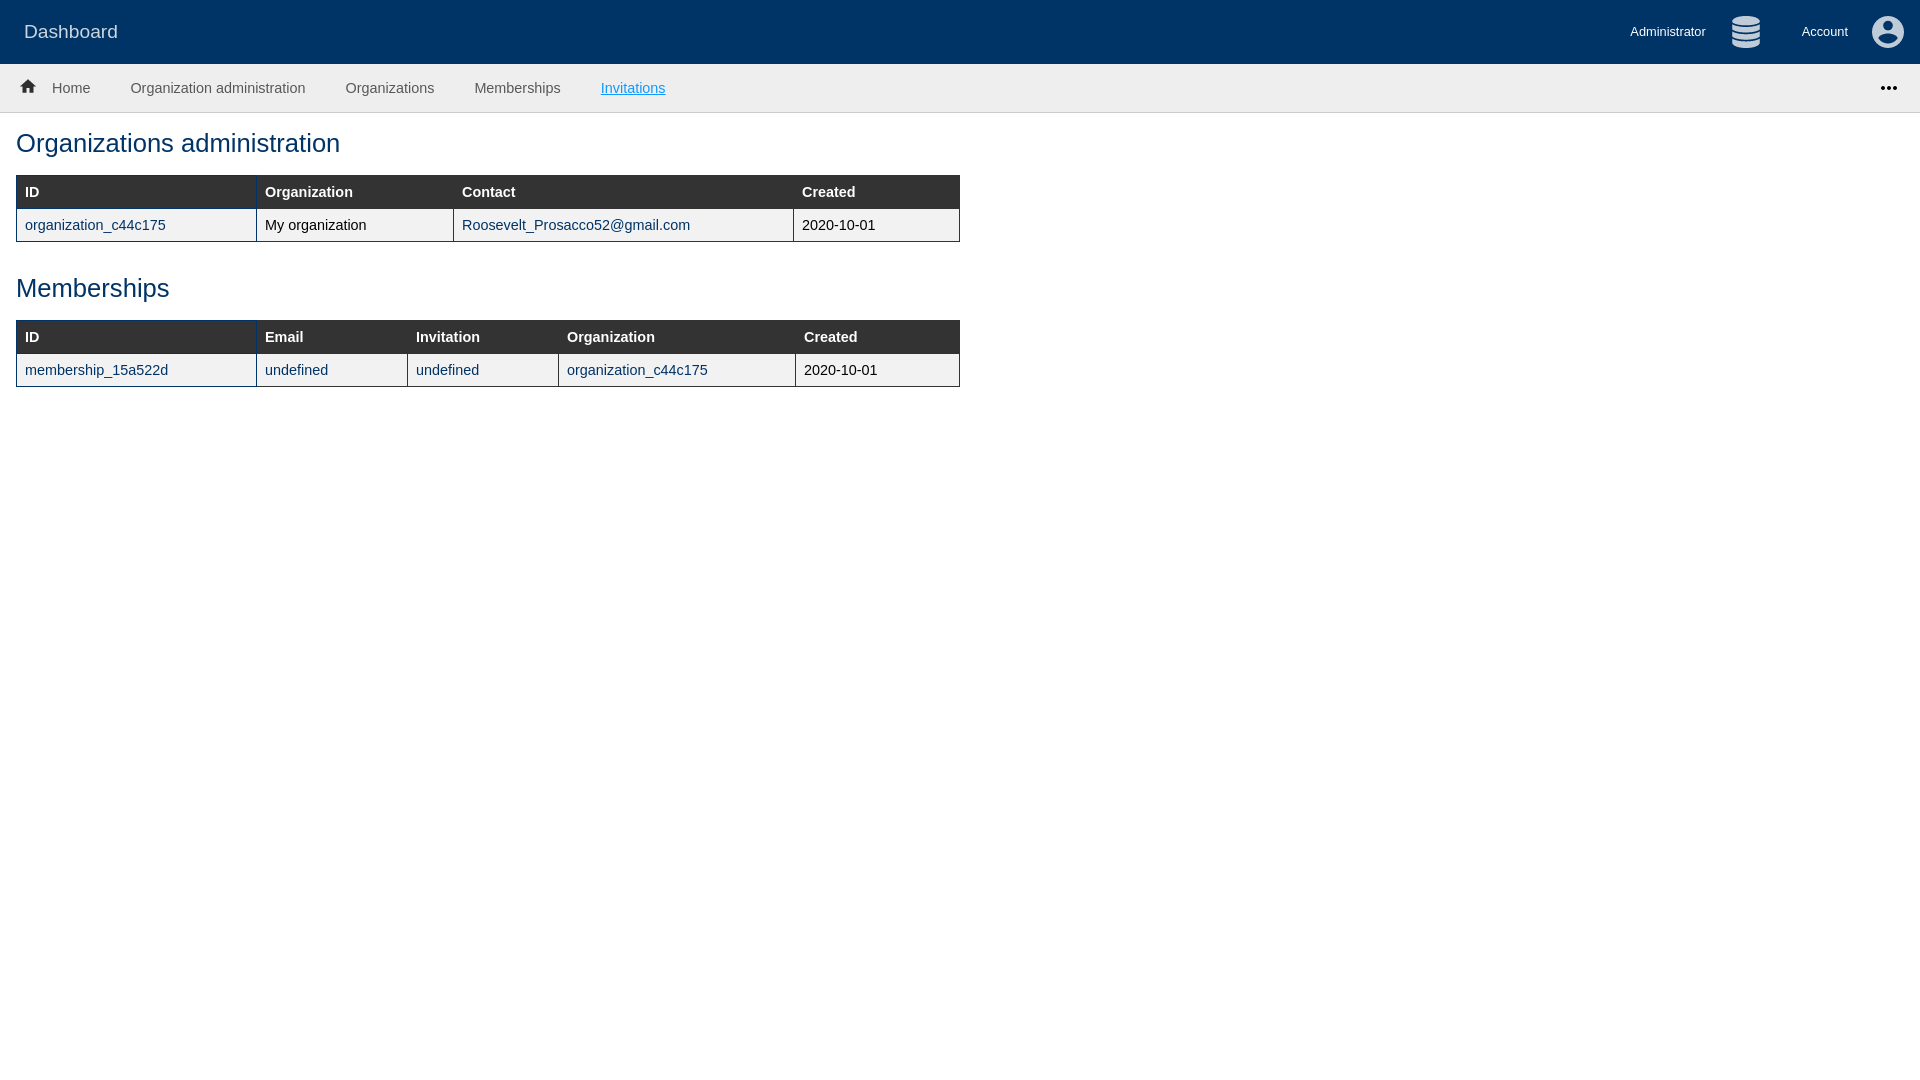 Dashboard
Administrator
Account
Home
Organization administration
Organizations
Memberships
Invitations
Organizations administration
ID Organization Contact Created
organization_c44c175 My organization Roosevelt_Prosacco52@gmail.com 2020-10-01
Memberships
ID Email Invitation Organization Created
membership_15a522d undefined undefined organization_c44c175 2020-10-01